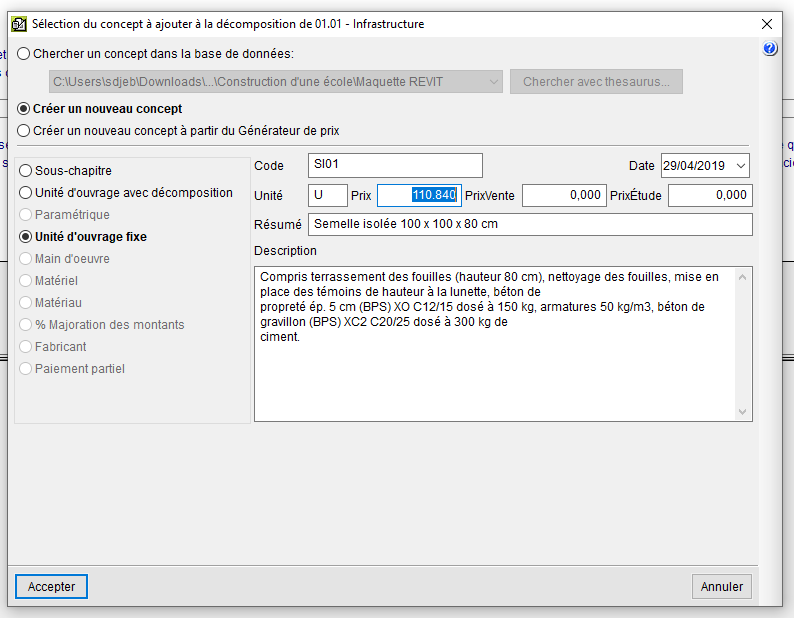 Sélection du concept à ajouter à la décomposition de 01.01 - Infrastructure
Chercher un concept dans la base de données:
C:\Users\sdjeb\Downloads\...\Construction d'une école\Maquette REVIT
Chercher avec thesaurus...
Créer un nouveau concept
Créer un nouveau concept à partir du Générateur de prix
Sous-chapitre
Unité d'ouvrage avec décomposition
Paramétrique
Unité d'ouvrage fixe
Main d'oeuvre
Matériel
Matériau
% Majoration des montants
Fabricant
Paiement partiel
Code SI01 Date 29/04/2019
Unité U Prix 110.840 PrixVente 0,000 PrixÉtude 0,000
Résumé Semelle isolée 100 x 100 x 80 cm
Description
Compris terrassement des fouilles (hauteur 80 cm), nettoyage des fouilles, mise en
place des témoins de hauteur à la lunette, béton de
propreté ép. 5 cm (BPS) XO C12/15 dosé à 150 kg, armatures 50 kg/m3, béton de
gravillon (BPS) XC2 C20/25 dosé à 300 kg de
ciment.
Accepter
Annuler